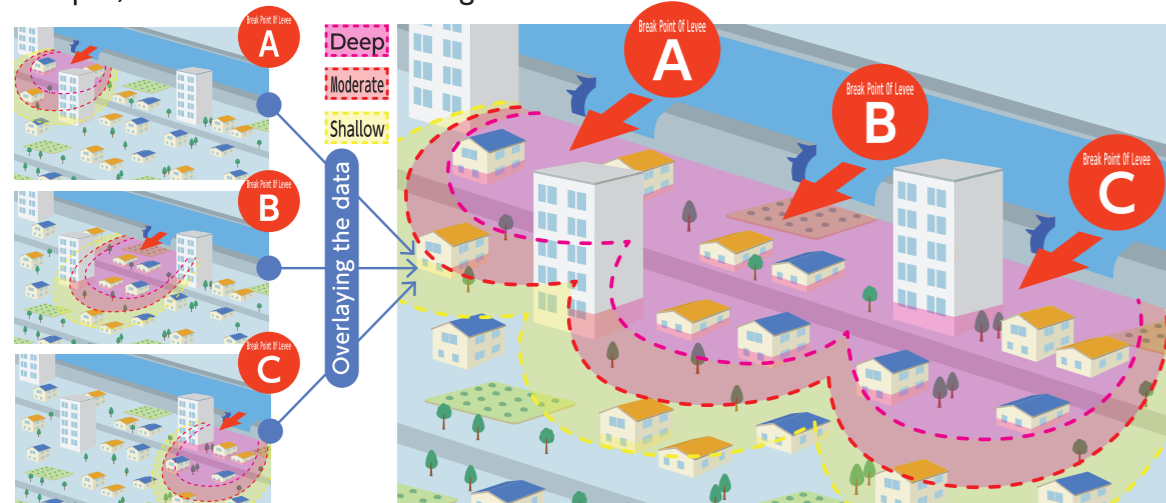 Break Point Of Levee
A
Deep
Moderate
Shallow
Break Point Of Levee
B
Break Point Of Levee
C
Overlaying the data
Break Point Of Levee
A
Break Point Of Levee
B
Break Point Of Levee
C